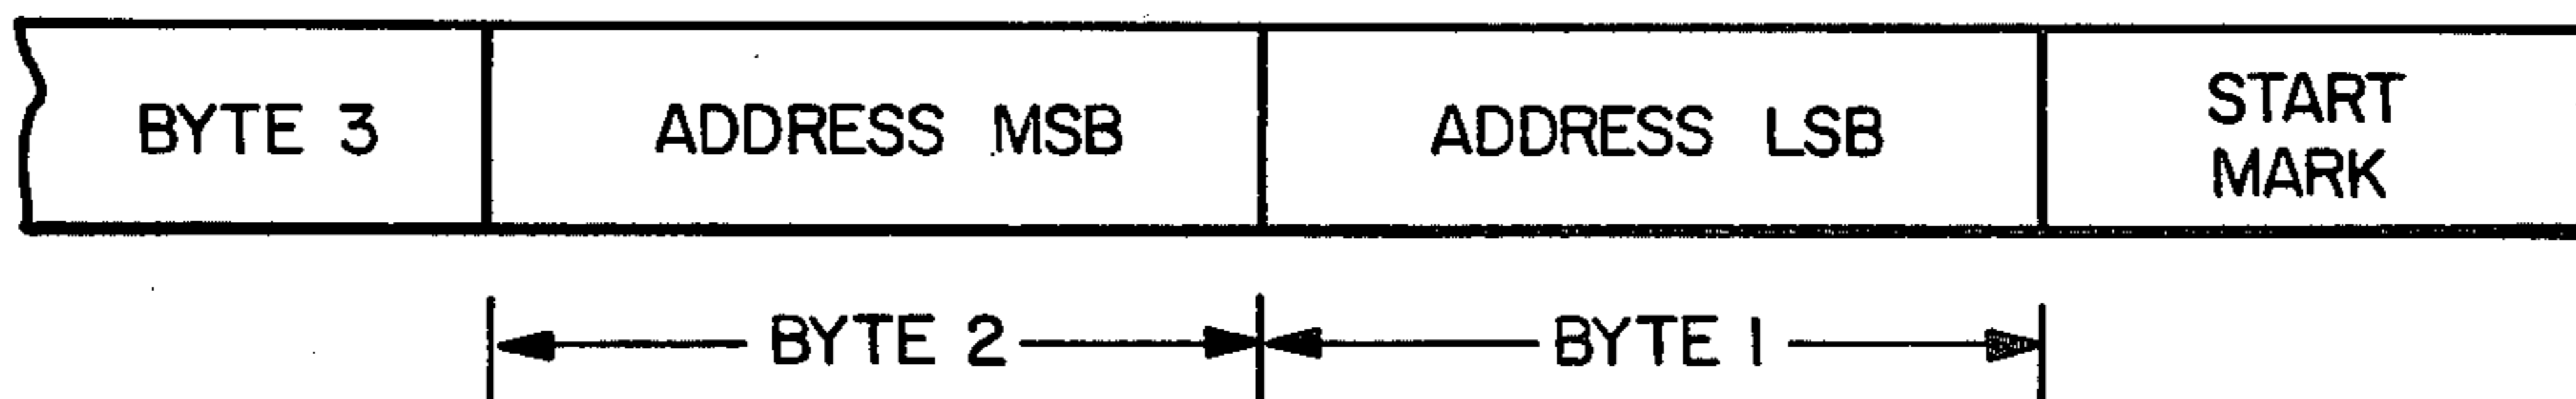 BYTE 3
ADDRESS MSB
ADDRESS LSB
START
MARK
BYTE 2
BYTE 1